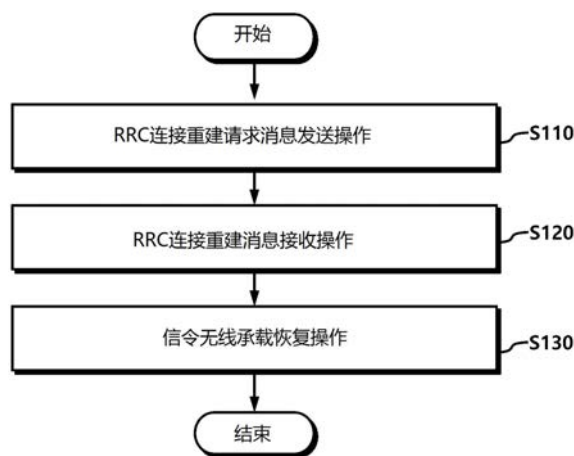 开始
RRC连接重建请求消息发送操作
S110
RRC连接重建消息接收操作
S120
信令无线承载恢复操作
S130
结束